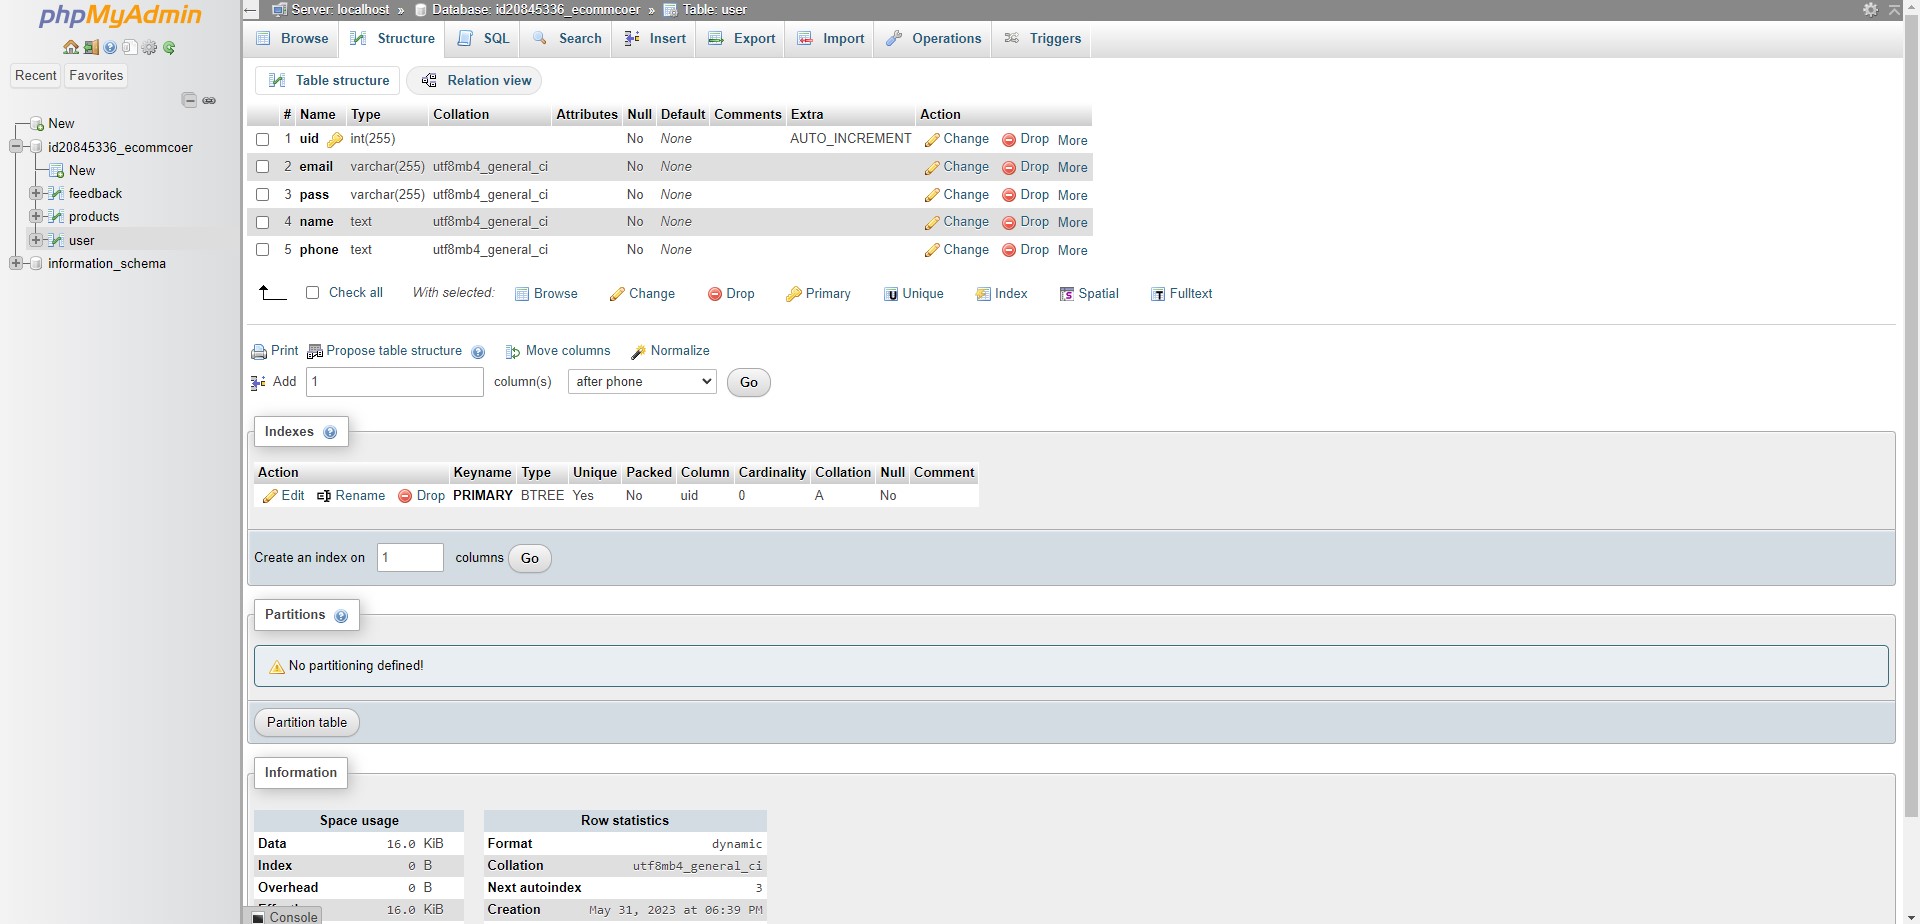 phpMyAdmin
Recent Favorites
New
id20845336_ecommcoer
New
feedback
products
user
information_schema
Server: localhost » Database: id20845336_ecommcoer » Table: user
Browse Structure SQL Search Insert Export Import Operations Triggers
Table structure Relation view
# Name Type Collation Attributes Null Default Comments Extra Action
1 uid int(255) No None AUTO_INCREMENT Change Drop More
2 email varchar(255) utf8mb4_general_ci No None Change Drop More
3 pass varchar(255) utf8mb4_general_ci No None Change Drop More
4 name text utf8mb4_general_ci No None Change Drop More
5 phone text utf8mb4_general_ci No None Change Drop More
Check all With selected: Browse Change Drop Primary Unique Index Spatial Fulltext
Print Propose table structure Move columns Normalize
Add 1 column(s) after phone Go
Indexes
Action Keyname Type Unique Packed Column Cardinality Collation Null Comment
Edit Rename Drop PRIMARY BTREE Yes No uid 0 A No
Create an index on 1 columns Go
Partitions
No partitioning defined!
Partition table
Information
Space usage
Data 16.0 KiB
Index 0 B
Overhead 0 B
16.0 KiB
Row statistics
Format dynamic
Collation utf8mb4_general_ci
Next autoindex 3
Creation May 31, 2023 at 06:39 PM
Console